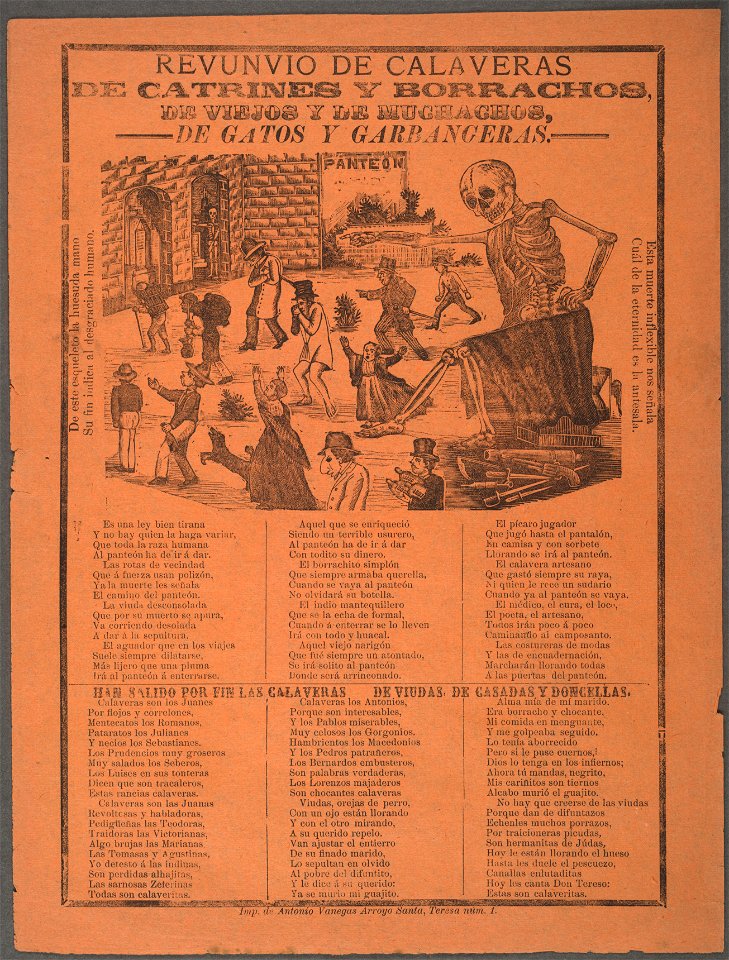 REVUNVIO DE CALAVERAS
DE CATRINES Y BORRACHOS,
DE VIEJOS Y DE MUCHACHOS,
DE GATOS Y GARBANCERAS.
PANTEÓN
De este esqueleto la huesuda mano
Su fin indica al desgraciado humano.
Esta muerte inflexible nos señala
Cuál de la eternidad es la antesala.
Es una ley bien tirana
Y no hay quien la haga variar,
Que toda la raza humana
Al panteón ha de ir á dar.
Las rotas de vecindad
Que á fuerza usan polizón,
Ya la muerte les señala
El camino del panteón.
La viuda desconsolada
Que por su muerto se apura,
Va corriendo desolada
A dar á la sepultura.
El aguador que en los viajes
Suele siempre dilatarse,
Más lijero que una pluma
Irá al panteón á enterrarse.
Aquel que se enriqueció
Siendo un terrible usurero,
Al panteón ha de ir á dar
Con todito su dinero.
El borrachito simplón
Que siempre armaba querella,
Cuando se vaya al panteón
No olvidará su botella.
El indio mantequillero
Que se la echa de formal,
Cuando á enterrar se lo lleven
Irá con todo y huacal.
Aquel viejo narigón
Que fué siempre un atontado,
Se irá solito al panteón
Donde será arrinconado.
El pícaro jugador
Que jugó hasta el pantalón,
En camisa y con sorbete
Llorando se irá al panteón.
El calavera artesano
Que gastó siempre su raya,
Ni quien le rece un sudario
Cuando ya al panteón se vaya.
El médico, el cura, el loco,
El poeta, el artesano,
Todos irán poco á poco
Caminando al camposanto.
Las costureras de modas
Y las de encuadernación,
Marcharán llorando todas
A las puertas del panteón.
HAN SALIDO POR FIN LAS CALAVERAS DE VIUDAS, DE CASADAS Y DONCELLAS.
Calaveras son los Juanes
Por flojos y correlones,
Mentecatos los Romanos,
Pataratos los Julianes
Y necios los Sebastianes.
Los Prudencios muy groseros
Muy salados los Seberos,
Los Luises en sus tonteras
Dicen que son tracaleros,
Estas rancias calaveras.
Calaveras son las Juanas
Revoltosas y habladoras,
Pedigüeñas las Teodoras,
Traidoras las Victorianas,
Algo brujas las Marianas
Las Tomasas y Agustinas,
Yo detesto á las indinas,
Son perdidas alhajitas,
Las sarnosas Zeferinas
Todas son calaveritas.
Calaveras los Antonios,
Porque son interesables,
Y los Pablos miserables,
Muy celosos los Gorgonios.
Hambrientos los Macedonios
Y los Pedros patrañeros,
Los Bernardos embusteros,
Son palabras verdaderas,
Los Lorenzos majaderos
Son chocantes calaveras
Viudas, orejas de perro,
Con un ojo están llorando
Y con el otro mirando,
A su querido repelo.
Van ajustar el entierro
De su finado marido,
Lo sepultan en olvido
Al pobre del difuntito,
Y le dice á su querido:
Ya se murió mi guajito.
Alma mía de mi marido.
Era borracho y chocante.
Mi comida en menguante,
Y me golpeaba seguido.
Lo tenía aborrecido
Pero si le puse cuernos,
Dios lo tenga en los infiernos;
Ahora tú mandas, negrito,
Mis cariñitos son tiernos
Alcabo murió el guajito.
No hay que creerse de las viudas
Porque dan de difuntazos
Echenles muchos porrazos,
Por traicioneras picudas,
Son hermanitas de Júdas,
Hoy le están llorando el hueso
Hasta les duele el pescuezo,
Canallas enlutaditas
Hoy les canta Don Tereso:
Estas son calaveritas.
Imp. de Antonio Vanegas Arroyo Santa, Teresa núm. 1.